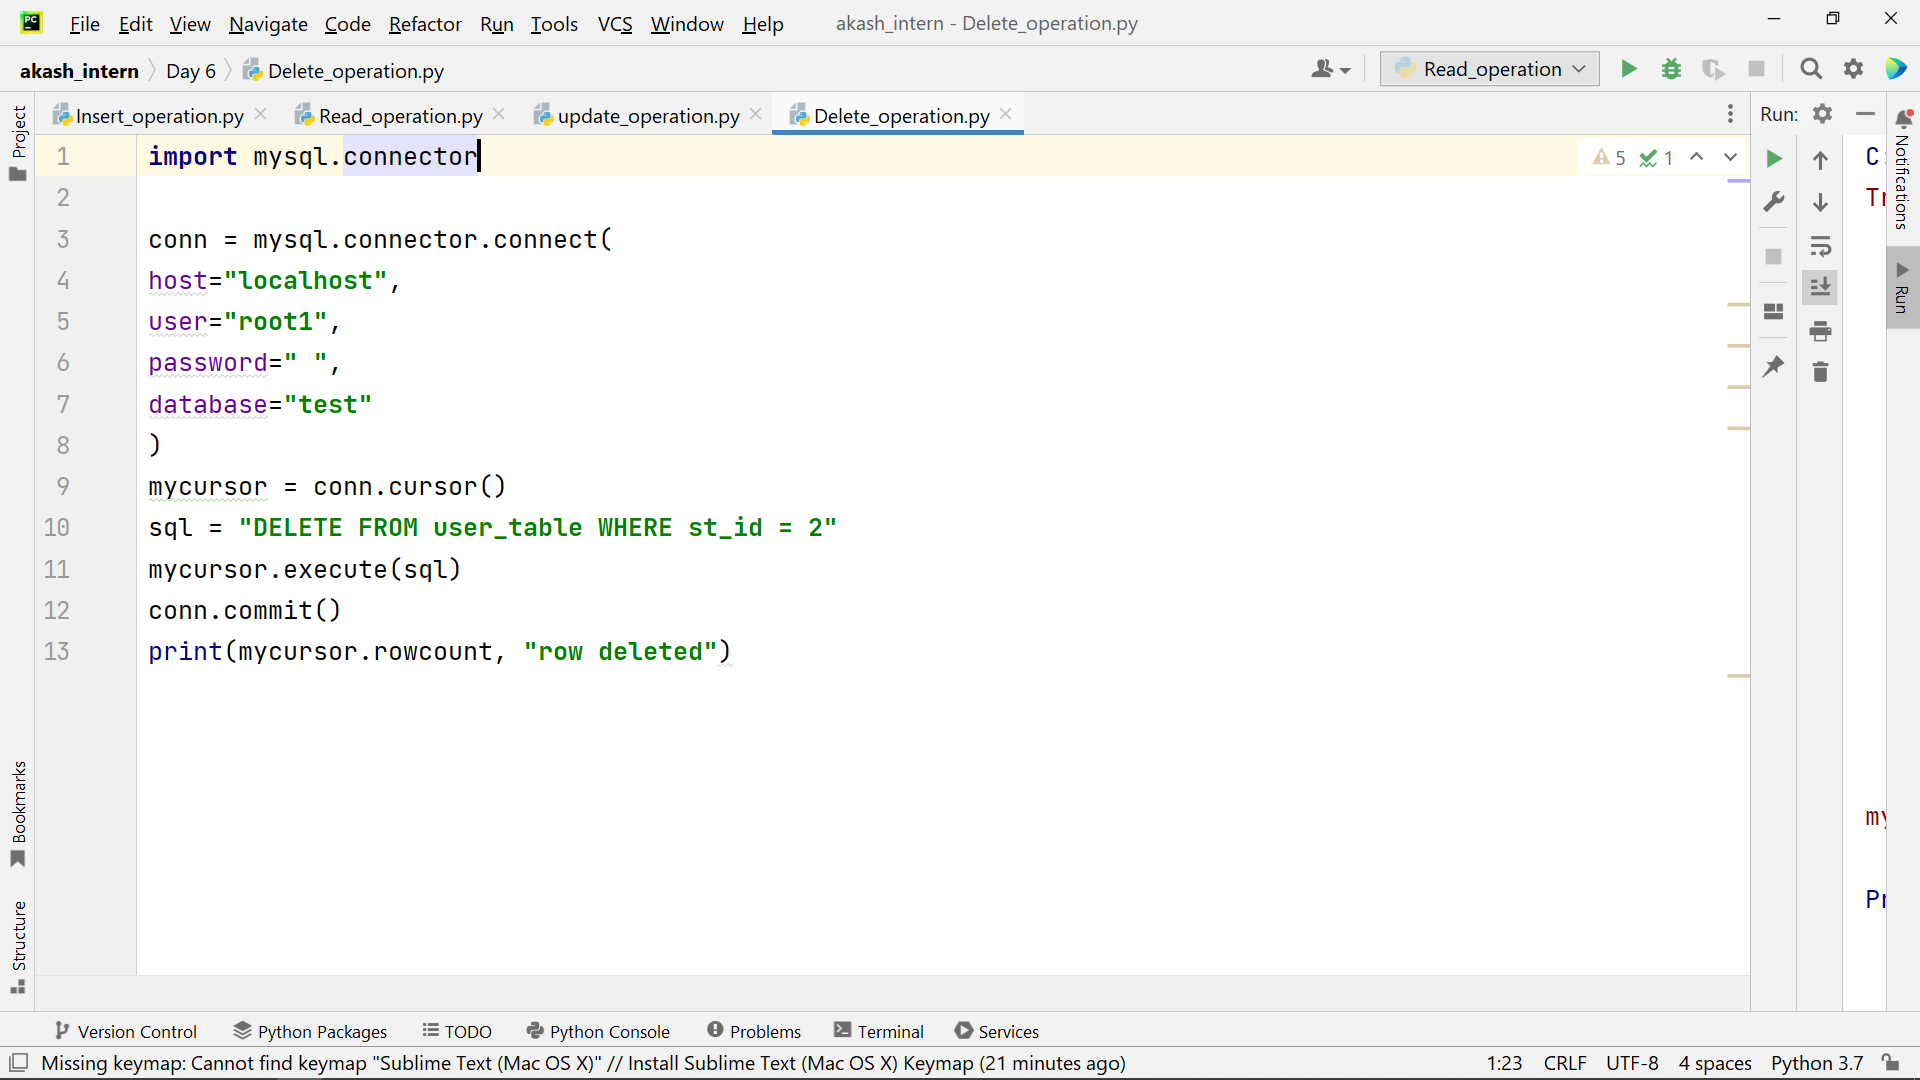 PC File Edit View Navigate Code Refactor Run Tools VCS Window Help akash_intern - Delete_operation.py
akash_intern Day 6 Delete_operation.py Read_operation
Project
Insert_operation.py Read_operation.py update_operation.py Delete_operation.py Run:
1 import mysql.connector 5 1
2
3 conn = mysql.connector.connect(
4 host="localhost",
5 user="root1",
6 password=" ",
7 database="test"
8 )
9 mycursor = conn.cursor()
10 sql = "DELETE FROM user_table WHERE st_id = 2"
11 mycursor.execute(sql)
12 conn.commit()
13 print(mycursor.rowcount, "row deleted")
C:
Tr
my
Pr
Notifications
Run
Bookmarks
Structure
Version Control Python Packages TODO Python Console Problems Terminal Services
Missing keymap: Cannot find keymap "Sublime Text (Mac OS X)" // Install Sublime Text (Mac OS X) Keymap (21 minutes ago) 1:23 CRLF UTF-8 4 spaces Python 3.7